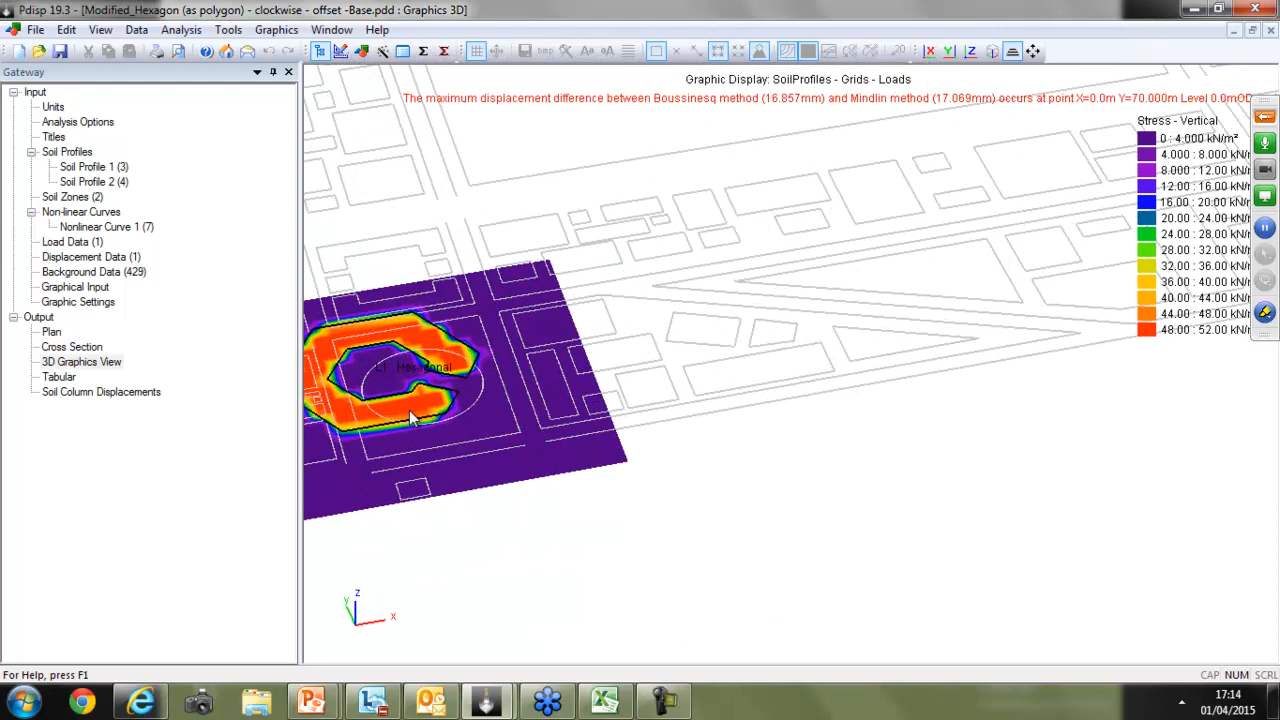 Pdisp 19.3 - [Modified_Hexagon (as polygon) - clockwise - offset -Base.pdd : Graphics 3D]
File Edit View Data Analysis Tools Graphics Window Help
Gateway
Input
Units
Analysis Options
Titles
Soil Profiles
Soil Profile 1 (3)
Soil Profile 2 (4)
Soil Zones (2)
Non-linear Curves
Nonlinear Curve 1 (7)
Load Data (1)
Displacement Data (1)
Background Data (429)
Graphical Input
Graphic Settings
Output
Plan
Cross Section
3D Graphics View
Tabular
Soil Column Displacements
Graphic Display: SoilProfiles - Grids - Loads
The maximum displacement difference between Boussinesq method (16.857mm) and Mindlin method (17.069mm) occurs at point X=0.0m Y=70.000m Level 0.0mOD
Stress - Vertical
0 : 4.000 kN/m²
4.000 : 8.000 kN/r
8.000 : 12.00 kN/r
12.00 : 16.00 kN/r
16.00 : 20.00 kN/r
20.00 : 24.00 kN/r
24.00 : 28.00 kN/r
28.00 : 32.00 kN/r
32.00 : 36.00 kN/r
36.00 : 40.00 kN/r
40.00 : 44.00 kN/r
44.00 : 48.00 kN/r
48.00 : 52.00 kN/r
Hexagonal
z
y
x
For Help, press F1
CAP NUM SCRL
17:14
01/04/2015